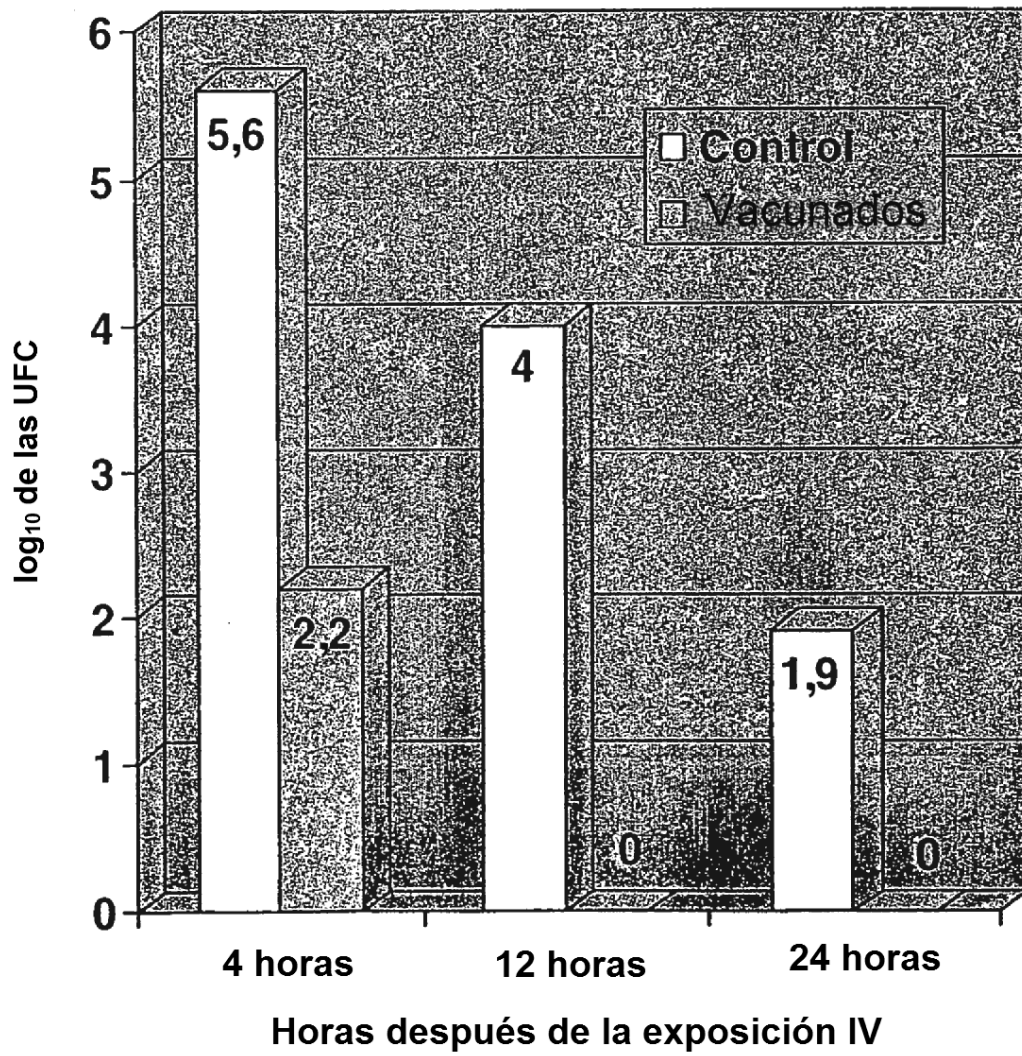 6
5
4
3
2
1
0
log₁₀ de las UFC
5,6
2,2
4
0
1,9
0
Control
Vacunados
4 horas
12 horas
24 horas
Horas después de la exposición IV